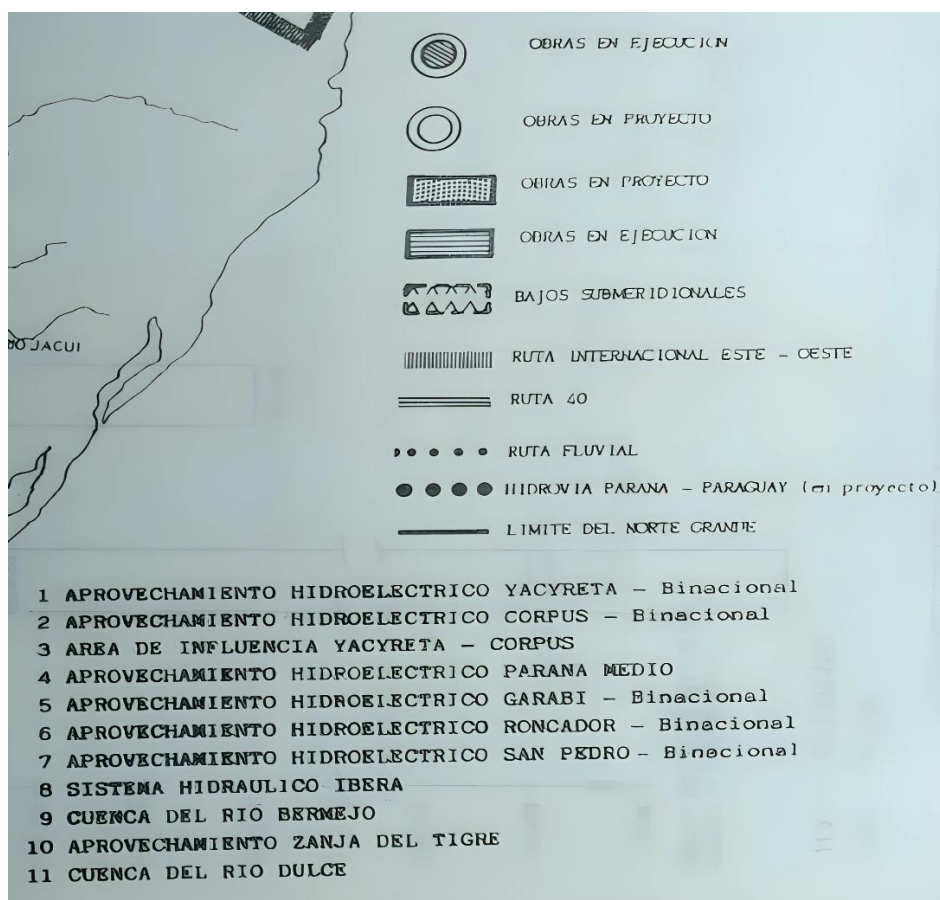 OBRAS EN EJECUCION
OBRAS EN PROYECTO
OBRAS EN PROYECTO
OBRAS EN EJECUCION
BAJOS SUBMERIDIONALES
JACUI
RUTA INTERNACIONAL ESTE - OESTE
RUTA 40
RUTA FLUVIAL
HIDROVIA PARANA - PARAGUAY (en proyecto)
LIMITE DEL NORTE GRANDE
1 APROVECHAMIENTO HIDROELECTRICO YACYRETA - Binacional
2 APROVECHAMIENTO HIDROELECTRICO CORPUS - Binacional
3 AREA DE INFLUENCIA YACYRETA - CORPUS
4 APROVECHAMIENTO HIDROELECTRICO PARANA MEDIO
5 APROVECHAMIENTO HIDROELECTRICO GARABI - Binacional
6 APROVECHAMIENTO HIDROELECTRICO RONCADOR - Binacional
7 APROVECHAMIENTO HIDROELECTRICO SAN PEDRO - Binacional
8 SISTEMA HIDRAULICO IBERA
9 CUENCA DEL RIO BERMEJO
10 APROVECHAMIENTO ZANJA DEL TIGRE
11 CUENCA DEL RIO DULCE